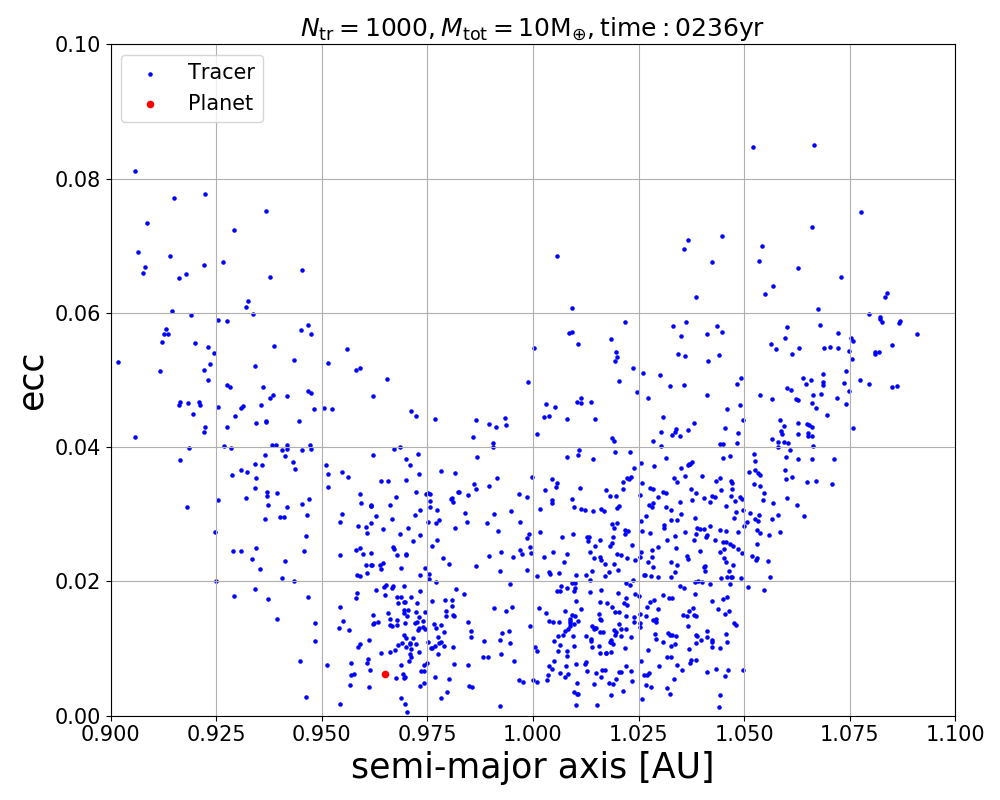 N_tr = 1000, M_tot = 10M_⊕, time : 0236yr
Tracer
Planet
0.10
0.08
0.06
0.04
0.02
0.00
ecc
0.900 0.925 0.950 0.975 1.000 1.025 1.050 1.075 1.100
semi-major axis [AU]